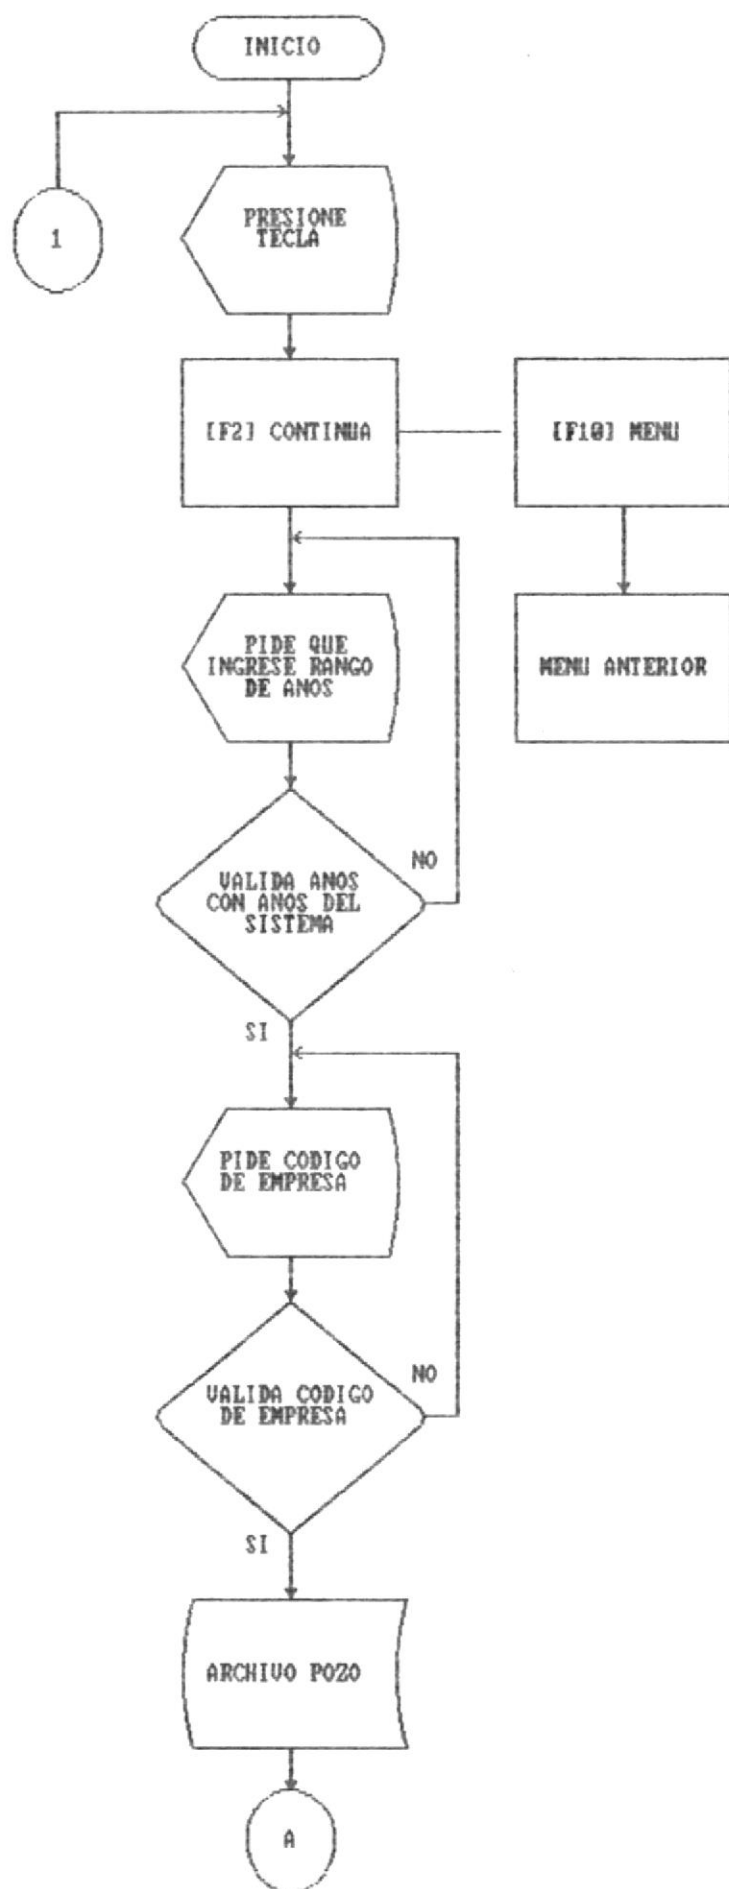 INICIO
1
PRESIONE
TECLA
[F2] CONTINUA
[F10] MENU
PIDE QUE
INGRESE RANGO
DE ANOS
MENU ANTERIOR
NO
VALIDA ANOS
CON ANOS DEL
SISTEMA
SI
PIDE CODIGO
DE EMPRESA
NO
VALIDA CODIGO
DE EMPRESA
SI
ARCHIVO POZO
A